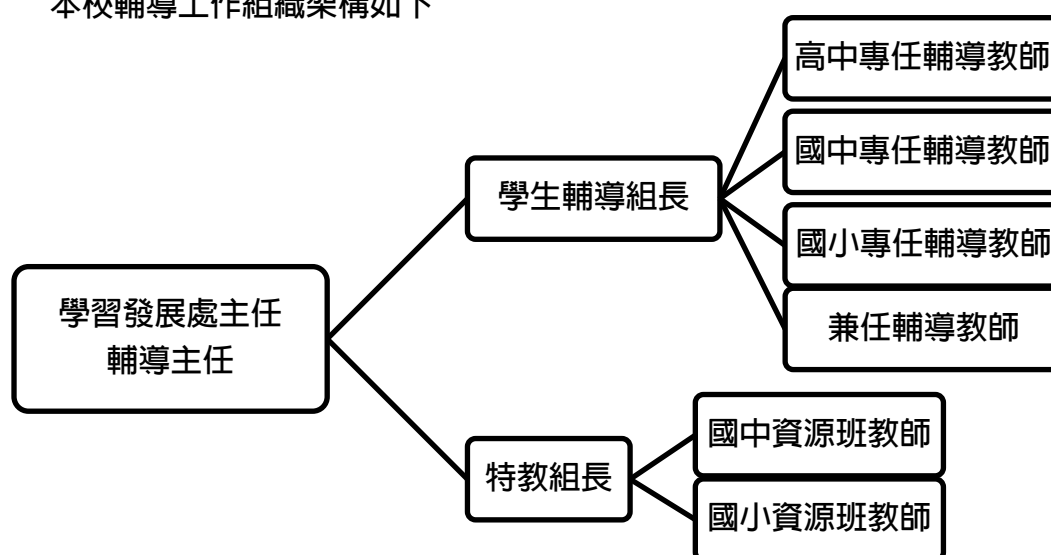 本校輔導工作組織架構如下
高中專任輔導教師
國中專任輔導教師
學生輔導組長
國小專任輔導教師
學習發展處主任
輔導主任
兼任輔導教師
國中資源班教師
特教組長
國小資源班教師